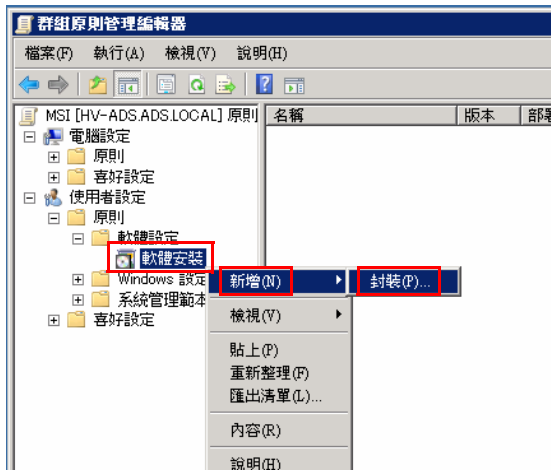 群組原則管理編輯器
檔案(F) 執行(A) 檢視(V) 說明(H)
MSI [HV-ADS.ADS.LOCAL] 原則
名稱 版本
電腦設定
原則
喜好設定
使用者設定
原則
軟體設定
軟體安裝
Windows 設定
系統管理範本
喜好設定
新增(N)
封裝(P)...
檢視(V)
貼上(P)
重新整理(F)
匯出清單(L)...
內容(R)
說明(H)